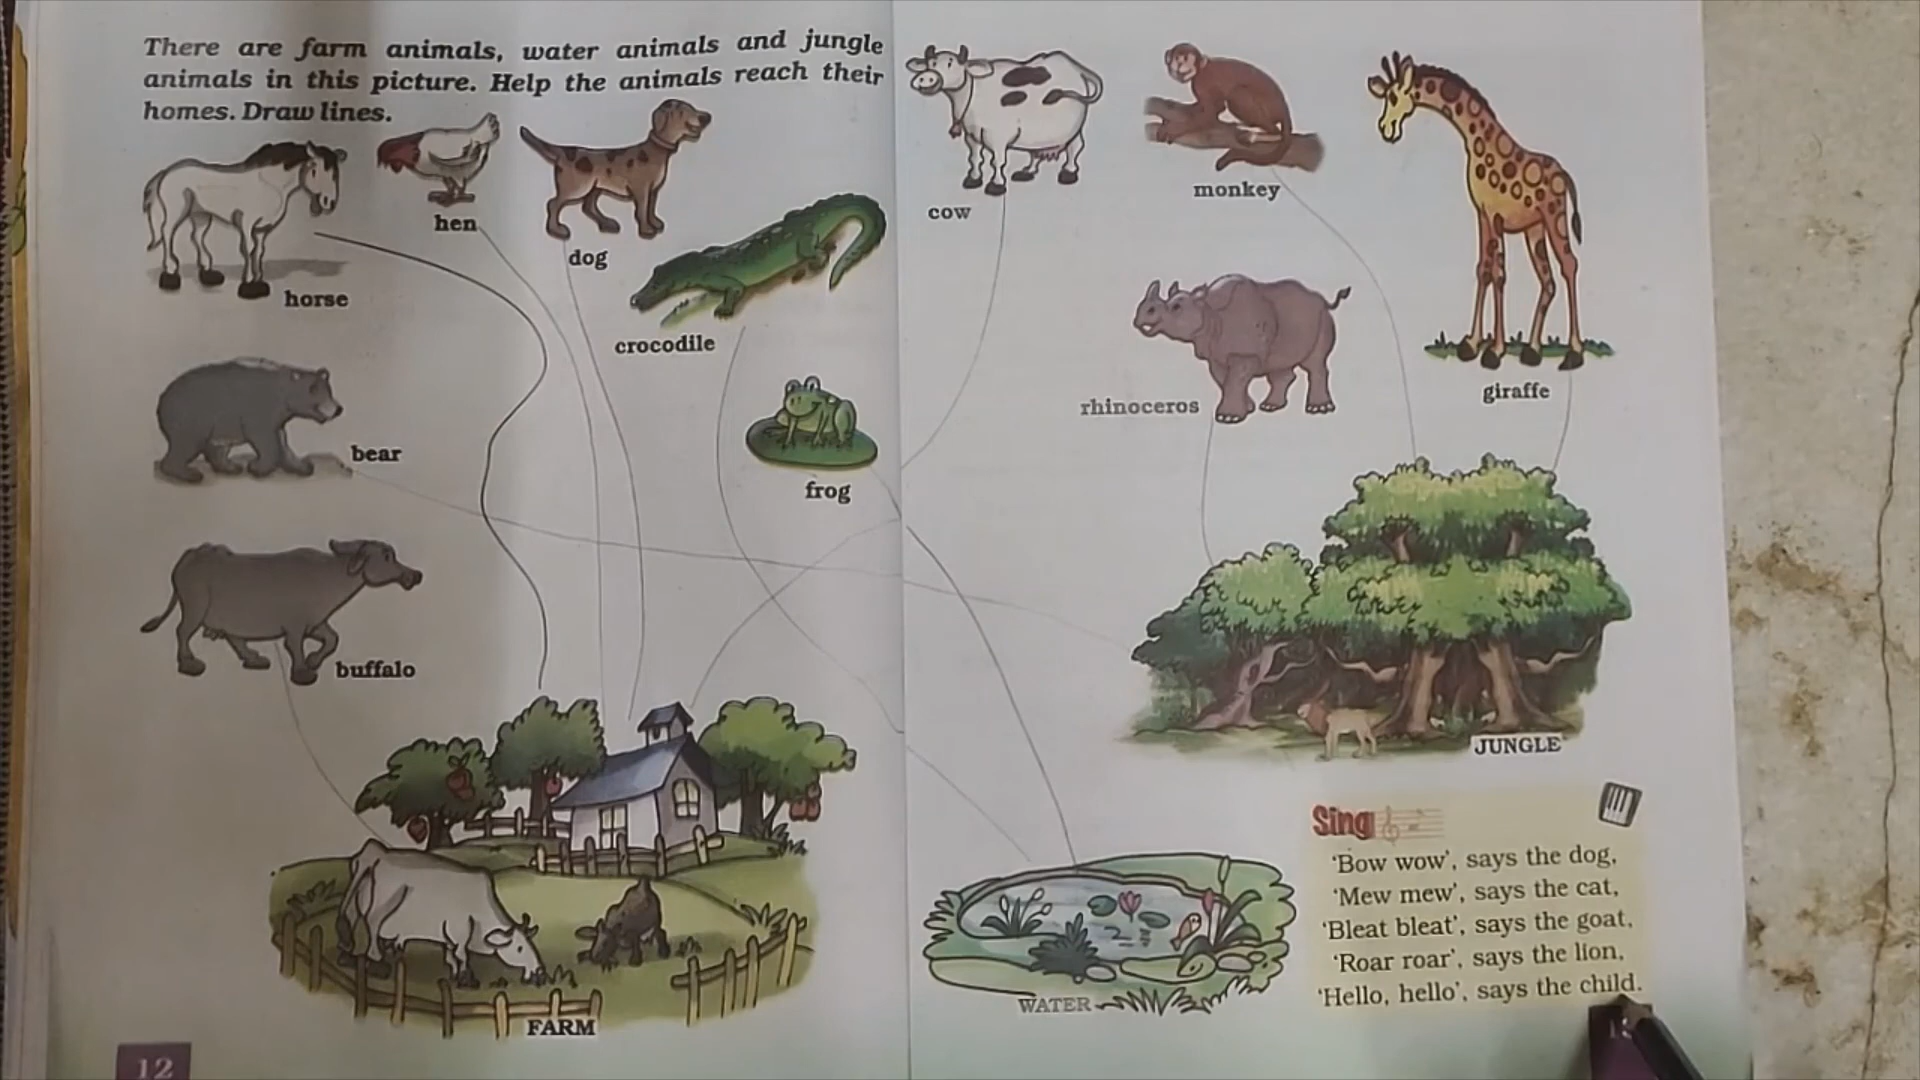 There are farm animals, water animals and jungle
animals in this picture. Help the animals reach their
homes. Draw lines.
hen
dog
horse
crocodile
bear
frog
buffalo
FARM
12
cow
monkey
rhinoceros
giraffe
JUNGLE
WATER
Sing
‘Bow wow’, says the dog,
‘Mew mew’, says the cat,
‘Bleat bleat’, says the goat,
‘Roar roar’, says the lion,
‘Hello, hello’, says the child.